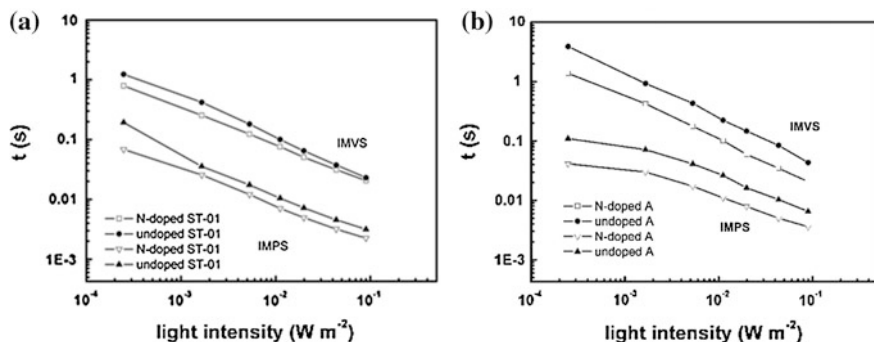 (a)
10
1
0.1
0.01
1E-3
t (s)
IMVS
IMPS
N-doped ST-01
undoped ST-01
N-doped ST-01
undoped ST-01
10⁻⁴ 10⁻³ 10⁻² 10⁻¹
light intensity (W m⁻²)
(b)
10
1
0.1
0.01
1E-3
t (s)
IMVS
IMPS
N-doped A
undoped A
N-doped A
undoped A
10⁻⁴ 10⁻³ 10⁻² 10⁻¹
light intensity (W m⁻²)